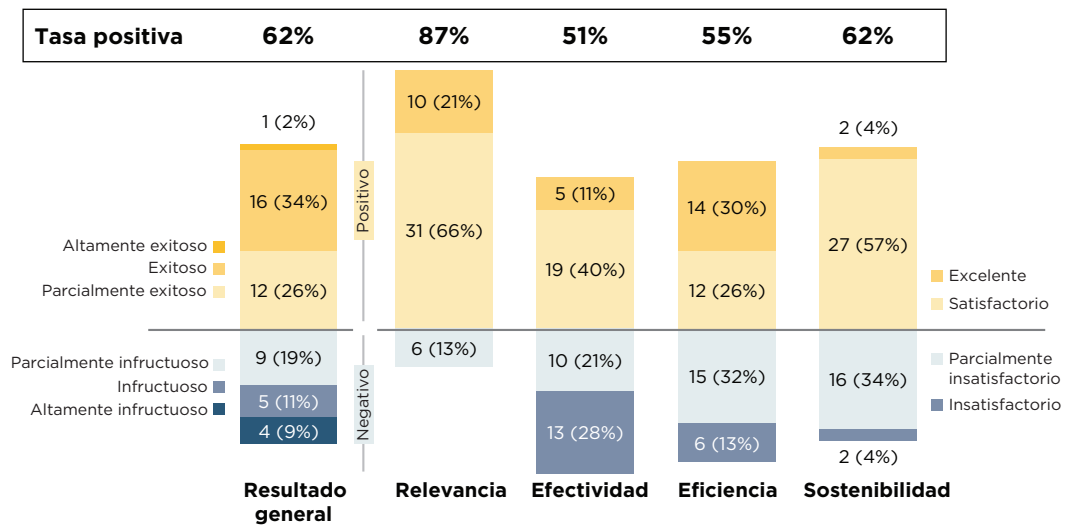 Tasa positiva 62% 87% 51% 55% 62%
1 (2%)
16 (34%)
12 (26%)
9 (19%)
5 (11%)
4 (9%)
Altamente exitoso
Exitoso
Parcialmente exitoso
Parcialmente infructuoso
Infructuoso
Altamente infructuoso
Positivo
Negativo
10 (21%)
31 (66%)
6 (13%)
5 (11%)
19 (40%)
10 (21%)
13 (28%)
14 (30%)
12 (26%)
15 (32%)
6 (13%)
2 (4%)
27 (57%)
16 (34%)
2 (4%)
Excelente
Satisfactorio
Parcialmente
insatisfactorio
Insatisfactorio
Resultado
general
Relevancia
Efectividad
Eficiencia
Sostenibilidad